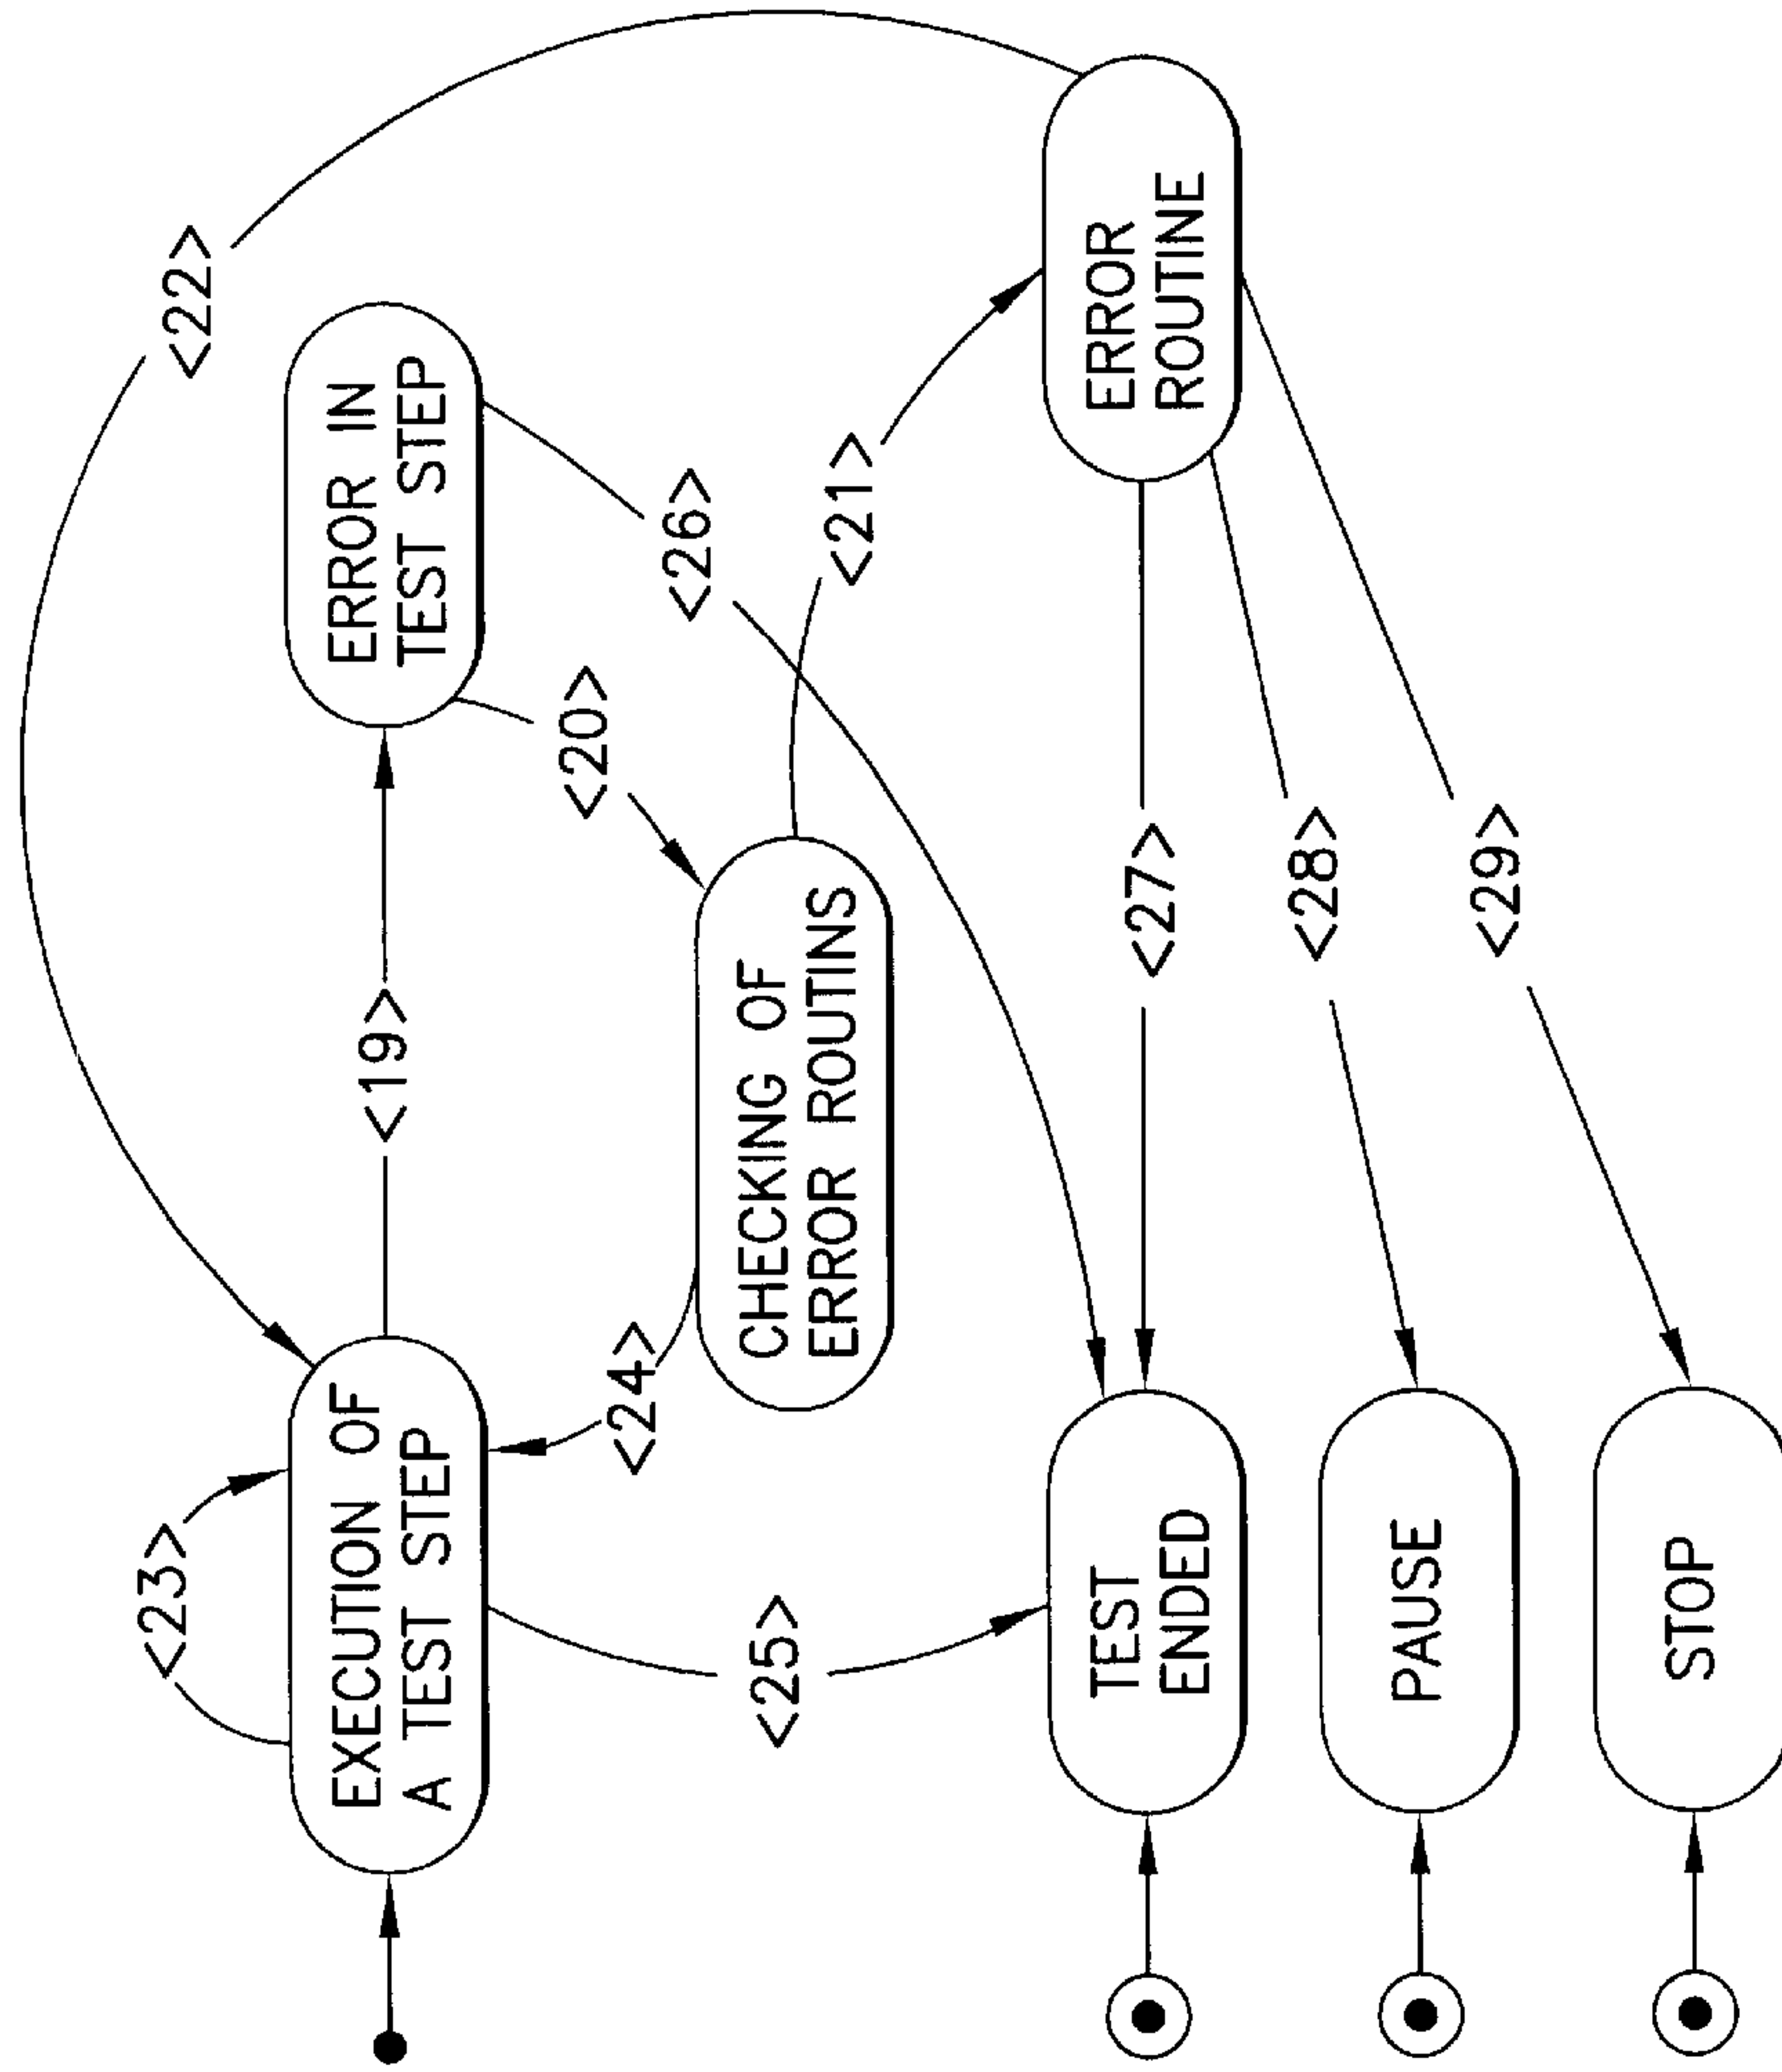 <22>
<23>
EXECUTION OF
A TEST STEP
<19>
ERROR IN
TEST STEP
<24>
<20>
<26>
CHECKING OF
ERROR ROUTINS
<21>
<25>
TEST
ENDED
<27>
ERROR
ROUTINE
PAUSE
<28>
STOP
<29>